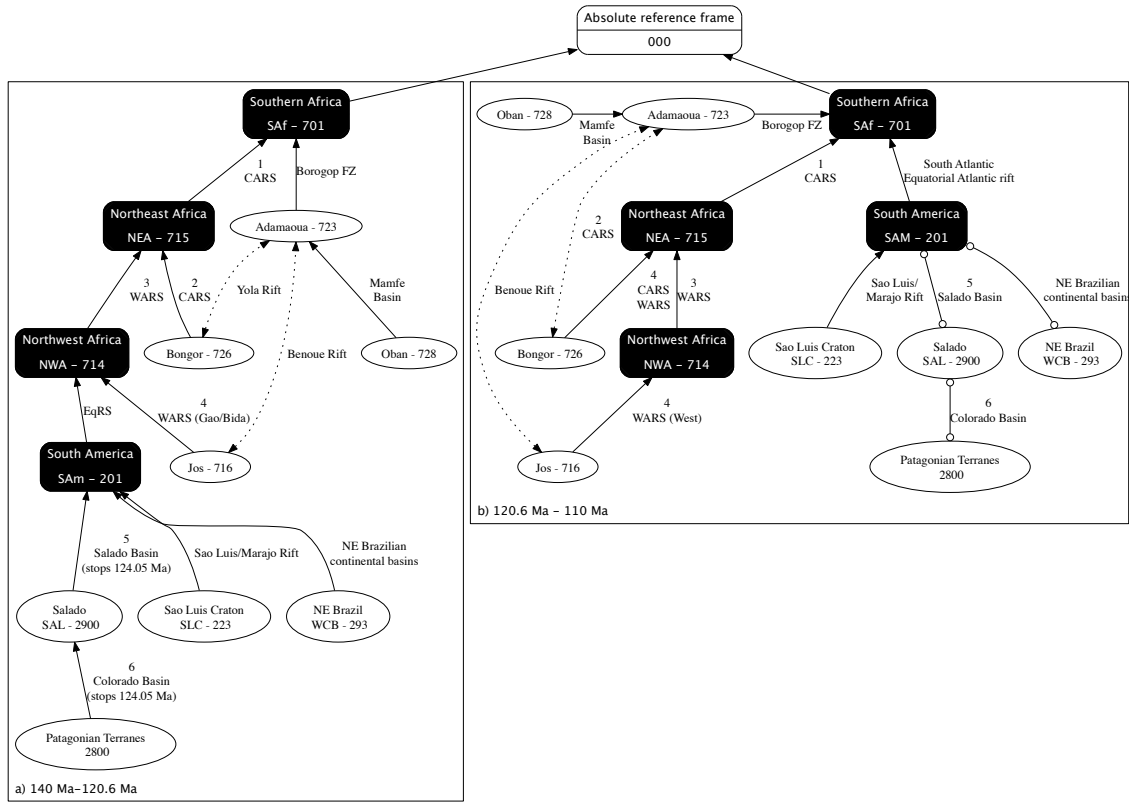 Absolute reference frame
000
Southern Africa
SAf – 701
1
CARS
Borogop FZ
Northeast Africa
NEA – 715
Adamaoua - 723
3
WARS
2
CARS
Yola Rift
Mamfe
Basin
Northwest Africa
NWA – 714
Bongor - 726
Benoue Rift
Oban - 728
EqRS
4
WARS (Gao/Bida)
South America
SAm – 201
Jos - 716
5
Salado Basin
(stops 124.05 Ma)
Sao Luis/Marajo Rift
NE Brazilian
continental basins
Salado
SAL - 2900
Sao Luis Craton
SLC - 223
NE Brazil
WCB - 293
6
Colorado Basin
(stops 124.05 Ma)
Patagonian Terranes
2800
a) 140 Ma–120.6 Ma
Oban - 728
Mamfe
Basin
Adamaoua - 723
Borogop FZ
Southern Africa
SAf – 701
1
CARS
South Atlantic
Equatorial Atlantic rift
2
CARS
Northeast Africa
NEA – 715
South America
SAM – 201
Benoue Rift
4
CARS
WARS
3
WARS
Sao Luis/
Marajo Rift
5
Salado Basin
NE Brazilian
continental basins
Bongor - 726
Northwest Africa
NWA – 714
Sao Luis Craton
SLC - 223
Salado
SAL - 2900
NE Brazil
WCB - 293
4
WARS (West)
6
Colorado Basin
Jos - 716
Patagonian Terranes
2800
b) 120.6 Ma – 110 Ma